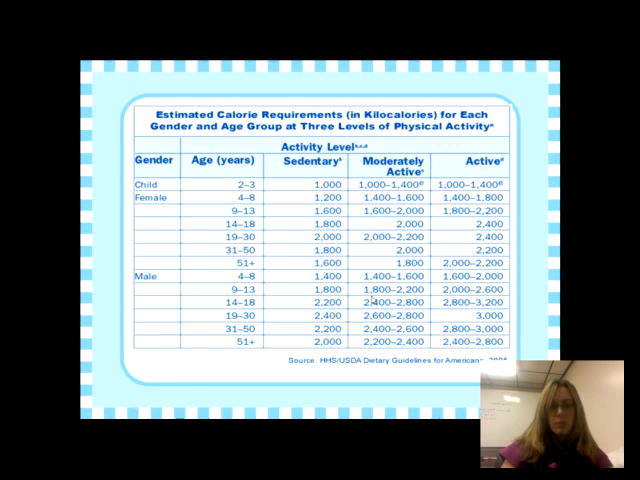 Estimated Calorie Requirements (in Kilocalories) for Each
Gender and Age Group at Three Levels of Physical Activityᵃ
Activity Levelᵇ,ᶜ,ᵈ
Gender Age (years) Sedentaryᵇ Moderately Activeᶜ Activeᵈ
Child 2–3 1,000 1,000–1,400ᵉ 1,000–1,400ᵉ
Female 4–8 1,200 1,400–1,600 1,400–1,800
9–13 1,600 1,600–2,000 1,800–2,200
14–18 1,800 2,000 2,400
19–30 2,000 2,000–2,200 2,400
31–50 1,800 2,000 2,200
51+ 1,600 1,800 2,000–2,200
Male 4–8 1,400 1,400–1,600 1,600–2,000
9–13 1,800 1,800–2,200 2,000–2,600
14–18 2,200 2,400–2,800 2,800–3,200
19–30 2,400 2,600–2,800 3,000
31–50 2,200 2,400–2,600 2,800–3,000
51+ 2,000 2,200–2,400 2,400–2,800
Source: HHS/USDA Dietary Guidelines for Americans, 2005